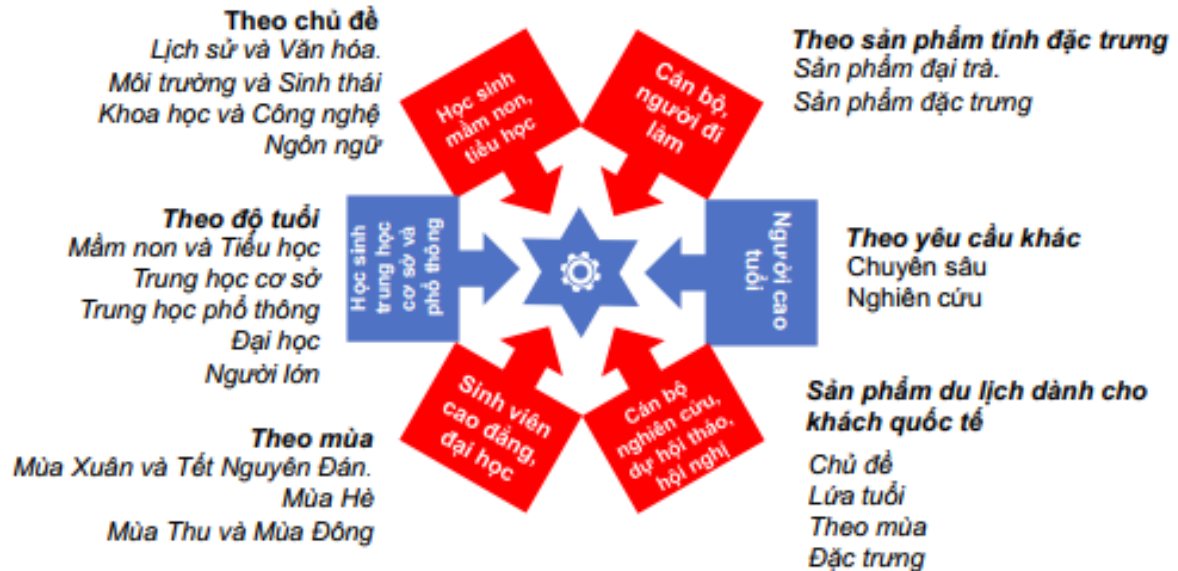 Theo chủ đề
Lịch sử và Văn hóa.
Môi trường và Sinh thái
Khoa học và Công nghệ
Ngôn ngữ
Theo độ tuổi
Mầm non và Tiểu học
Trung học cơ sở
Trung học phổ thông
Đại học
Người lớn
Theo mùa
Mùa Xuân và Tết Nguyên Đán.
Mùa Hè
Mùa Thu và Mùa Đông
Học sinh
mầm non,
tiểu học
Cán bộ,
người đi
làm
Học sinh
trung học
cơ sở và
phổ thông
Người cao
tuổi
Sinh viên
cao đẳng,
đại học
Cán bộ
nghiên cứu,
dự hội thảo,
hội nghị
Theo sản phẩm tính đặc trưng
Sản phẩm đại trà.
Sản phẩm đặc trưng
Theo yêu cầu khác
Chuyên sâu
Nghiên cứu
Sản phẩm du lịch dành cho
khách quốc tế
Chủ đề
Lứa tuổi
Theo mùa
Đặc trưng